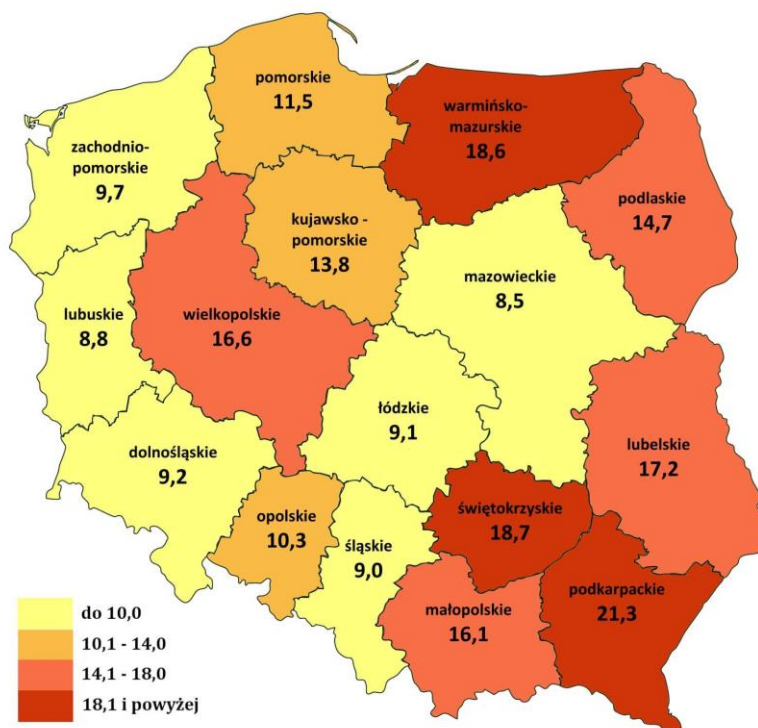 pomorskie
11,5
warmińsko-
mazurskie
18,6
zachodnio-
pomorskie
9,7
podlaskie
14,7
kujawsko -
pomorskie
13,8
mazowieckie
8,5
lubuskie
8,8
wielkopolskie
16,6
łódzkie
9,1
lubelskie
17,2
dolnośląskie
9,2
opolskie
10,3
śląskie
9,0
świętokrzyskie
18,7
małopolskie
16,1
podkarpackie
21,3
do 10,0
10,1 - 14,0
14,1 - 18,0
18,1 i powyżej